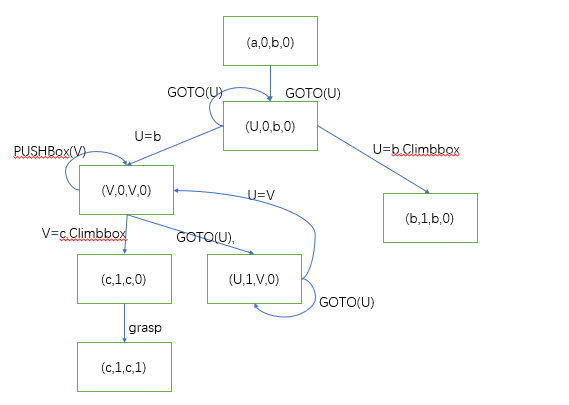 (a,0,b,0)
GOTO(U)
GOTO(U)
(U,0,b,0)
U=b
U=b.Climbbox
PUSHBox(V)
(V,0,V,0)
U=V
(b,1,b,0)
V=c.Climbbox
GOTO(U),
(c,1,c,0)
(U,1,V,0)
GOTO(U)
grasp
(c,1,c,1)